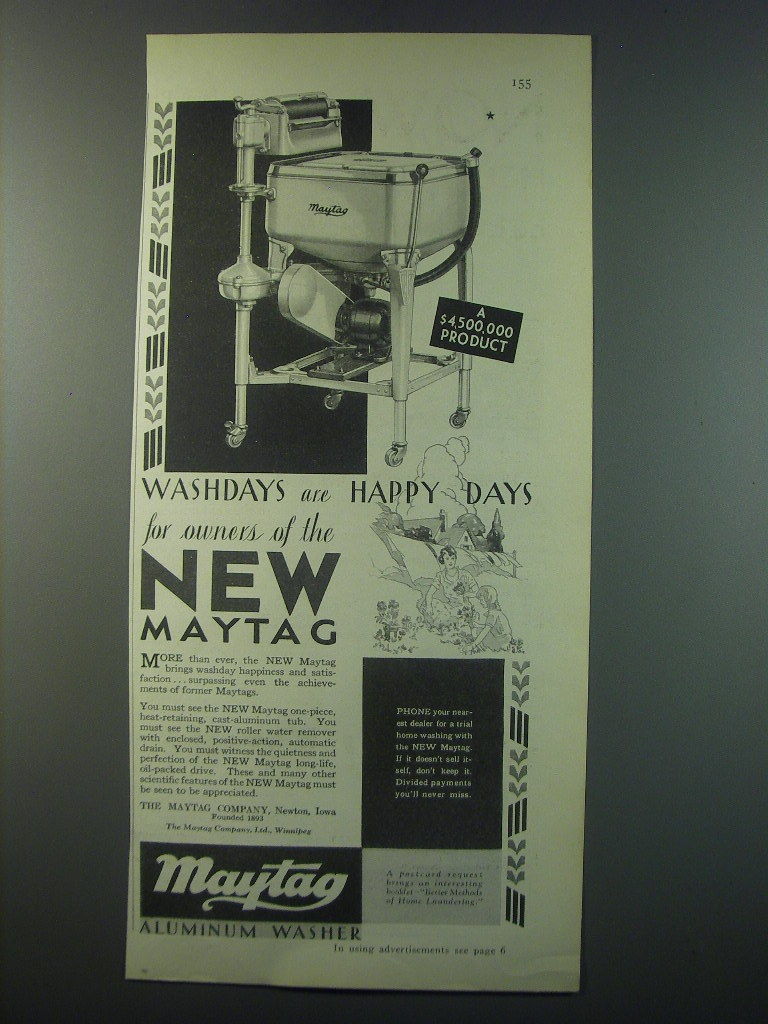 155
Maytag
A
$4,500,000
PRODUCT
WASHDAYS are HAPPY DAYS
for owners of the
NEW
MAYTAG
MORE than ever, the NEW Maytag
brings washday happiness and satis-
faction... surpassing even the achieve-
ments of former Maytags.
You must see the NEW Maytag one-piece,
heat-retaining, cast-aluminum tub. You
must see the NEW roller water remover
with enclosed, positive-action, automatic
drain. You must witness the quietness and
perfection of the NEW Maytag long-life,
oil-packed drive. These and many other
scientific features of the NEW Maytag must
be seen to be appreciated.
THE MAYTAG COMPANY, Newton, Iowa
Founded 1893
The Maytag Company, Ltd., Winnipeg
PHONE your near-
est dealer for a trial
home washing with
the NEW Maytag.
If it doesn't sell it-
self, don't keep it.
Divided payments
you'll never miss.
Maytag
ALUMINUM WASHER
A postcard request
brings an interesting
booklet—"Better Methods
of Home Laundering."
In using advertisements see page 6